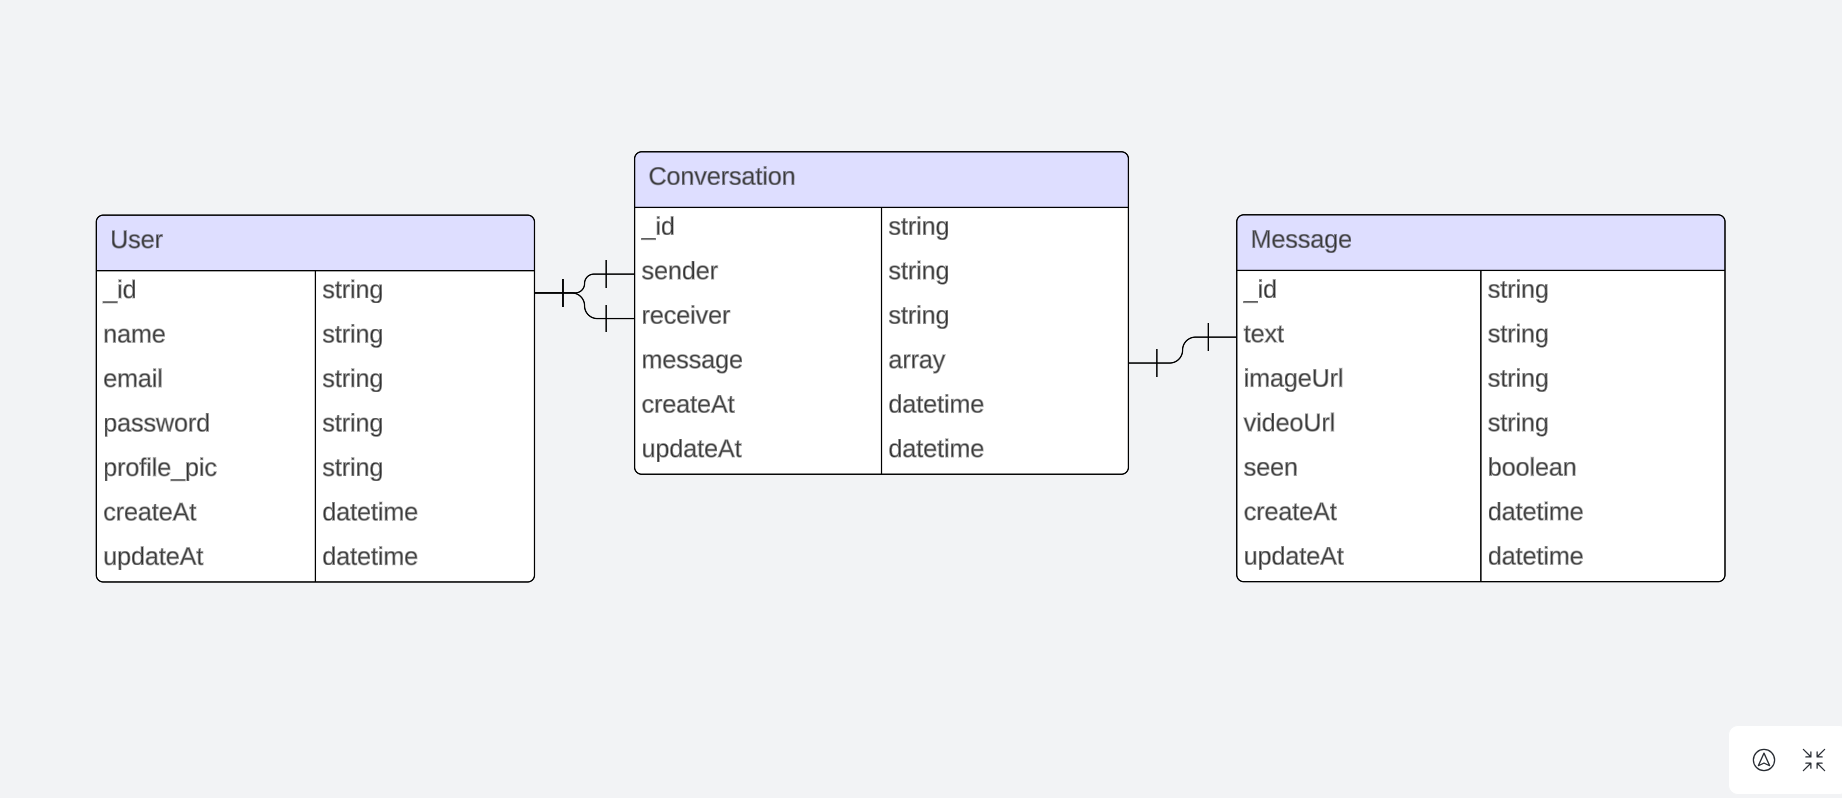 User
_id string
name string
email string
password string
profile_pic string
createAt datetime
updateAt datetime
Conversation
_id string
sender string
receiver string
message array
createAt datetime
updateAt datetime
Message
_id string
text string
imageUrl string
videoUrl string
seen boolean
createAt datetime
updateAt datetime